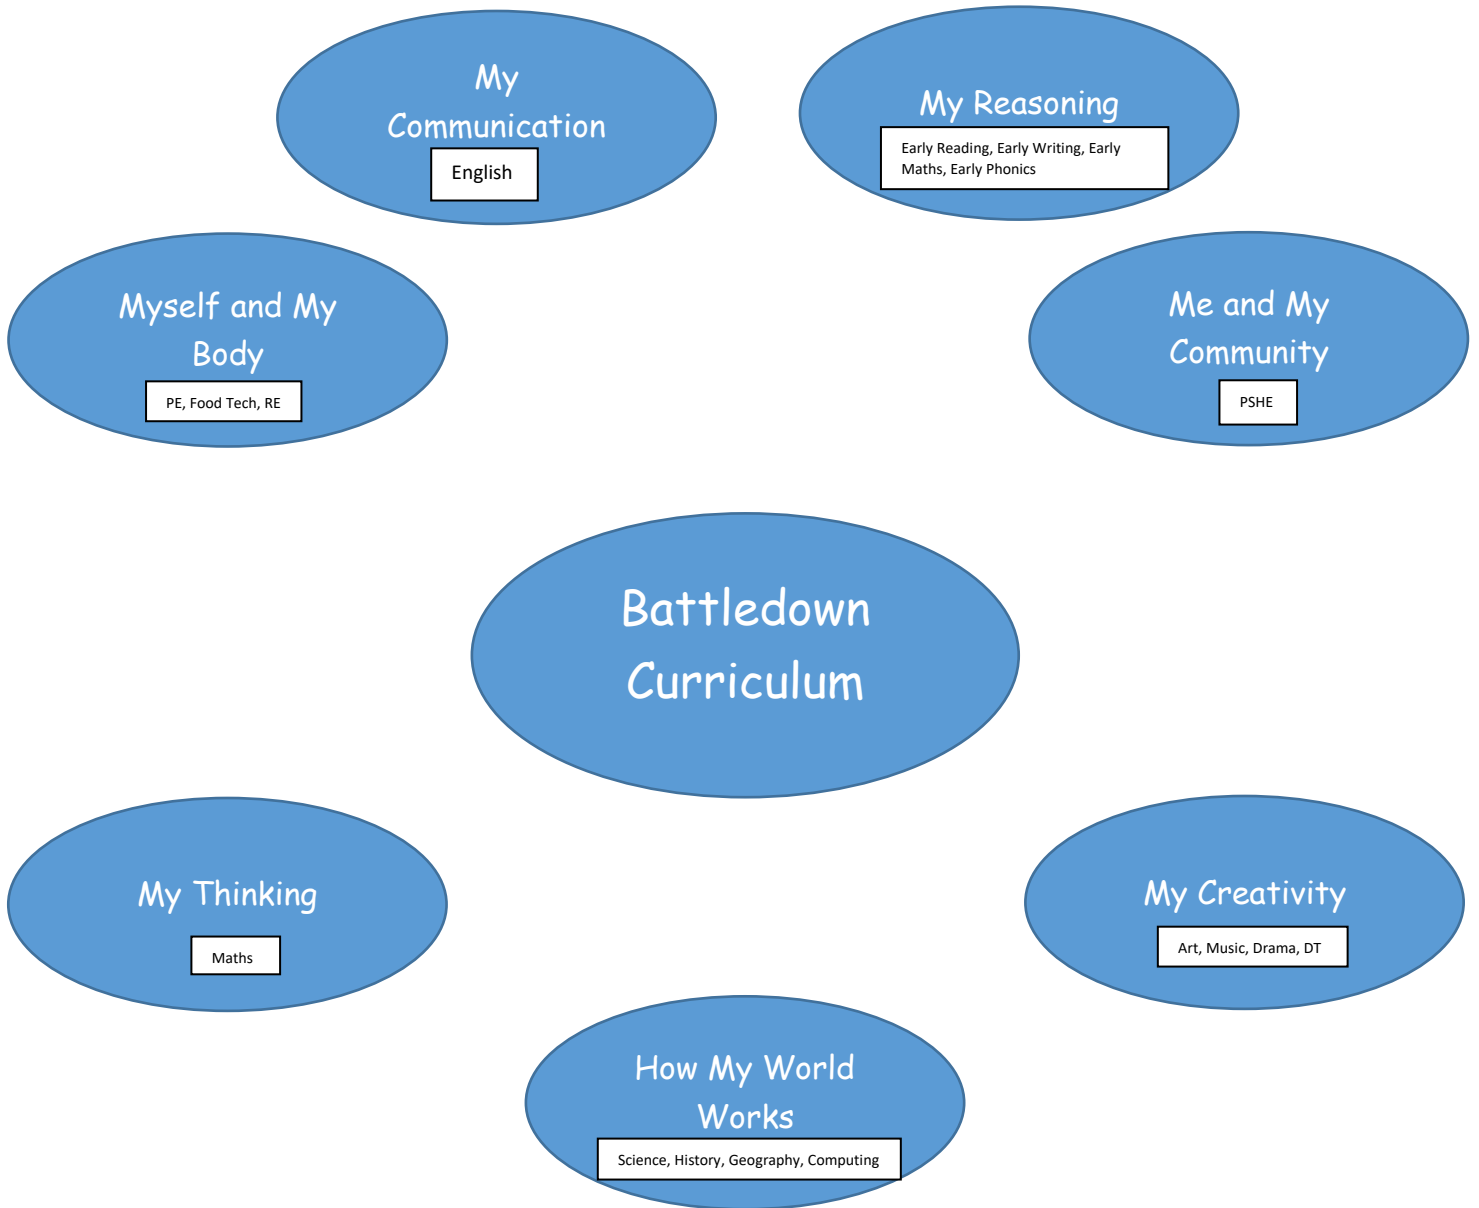 My
Communication
English
My Reasoning
Early Reading, Early Writing, Early
Maths, Early Phonics
Myself and My
Body
PE, Food Tech, RE
Me and My
Community
PSHE
Battledown
Curriculum
My Thinking
Maths
My Creativity
Art, Music, Drama, DT
How My World
Works
Science, History, Geography, Computing